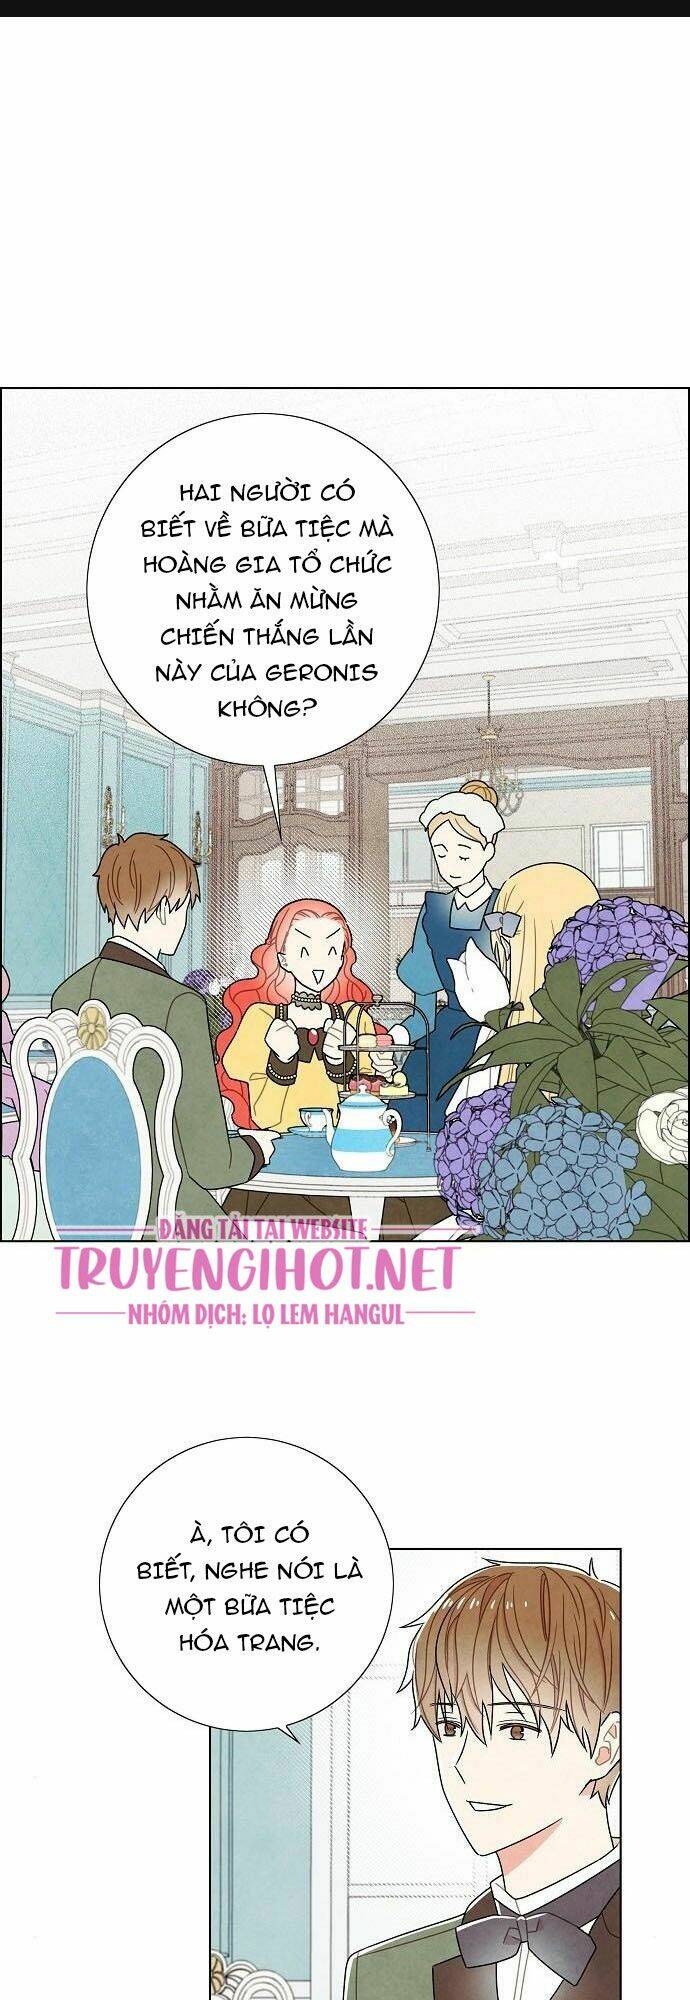 HAI NGƯỜI CÓ
BIẾT VỀ BỮA TIỆC MÀ
HOÀNG GIA TỔ CHỨC
NHẰM ĂN MỪNG
CHIẾN THẮNG LẦN
NÀY CỦA GERONIS
KHÔNG?
ĐĂNG TẢI TẠI WEBSITE
TRUYENGIHOT.NET
NHÓM DỊCH: LỌ LEM HANGUL
À, TÔI CÓ
BIẾT, NGHE NÓI LÀ
MỘT BỮA TIỆC
HÓA TRANG.